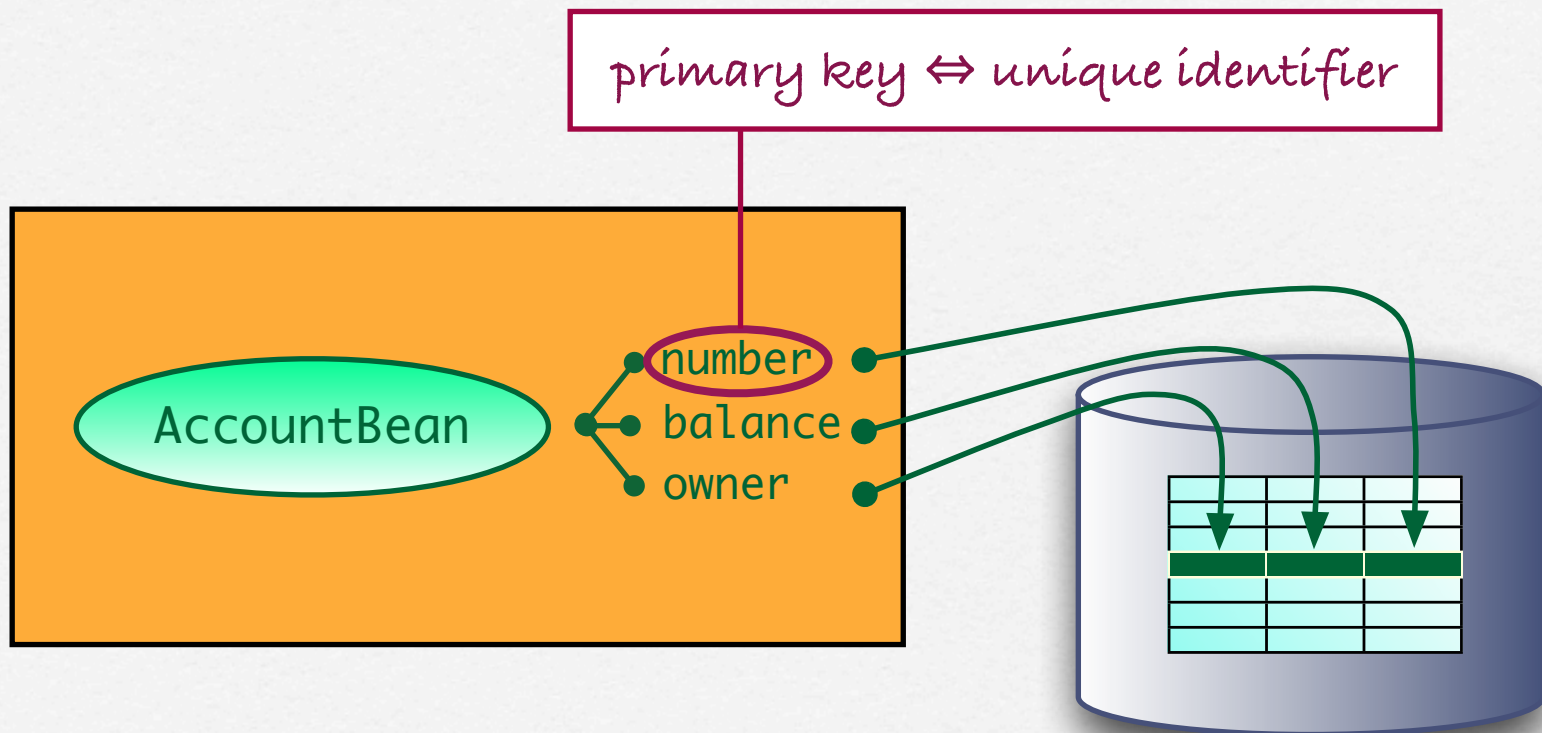 primary key ⇔ unique identifier
AccountBean
number
balance
owner